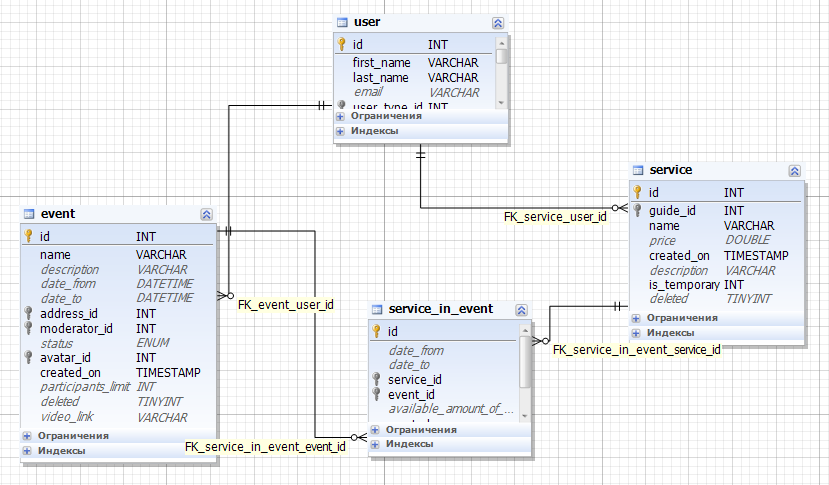 user
id INT
first_name VARCHAR
last_name VARCHAR
email VARCHAR
user_type_id INT
Ограничения
Индексы
service
id INT
guide_id INT
name VARCHAR
price DOUBLE
created_on TIMESTAMP
description VARCHAR
is_temporary INT
deleted TINYINT
Ограничения
Индексы
FK_service_user_id
event
id INT
name VARCHAR
description VARCHAR
date_from DATETIME
date_to DATETIME
address_id INT
moderator_id INT
status ENUM
avatar_id INT
created_on TIMESTAMP
participants_limit INT
deleted TINYINT
video_link VARCHAR
Ограничения
Индексы
FK_event_user_id
service_in_event
id
date_from
date_to
service_id
event_id
available_amount_of_...
Ограничения
Индексы
FK_service_in_event_service_id
FK_service_in_event_event_id